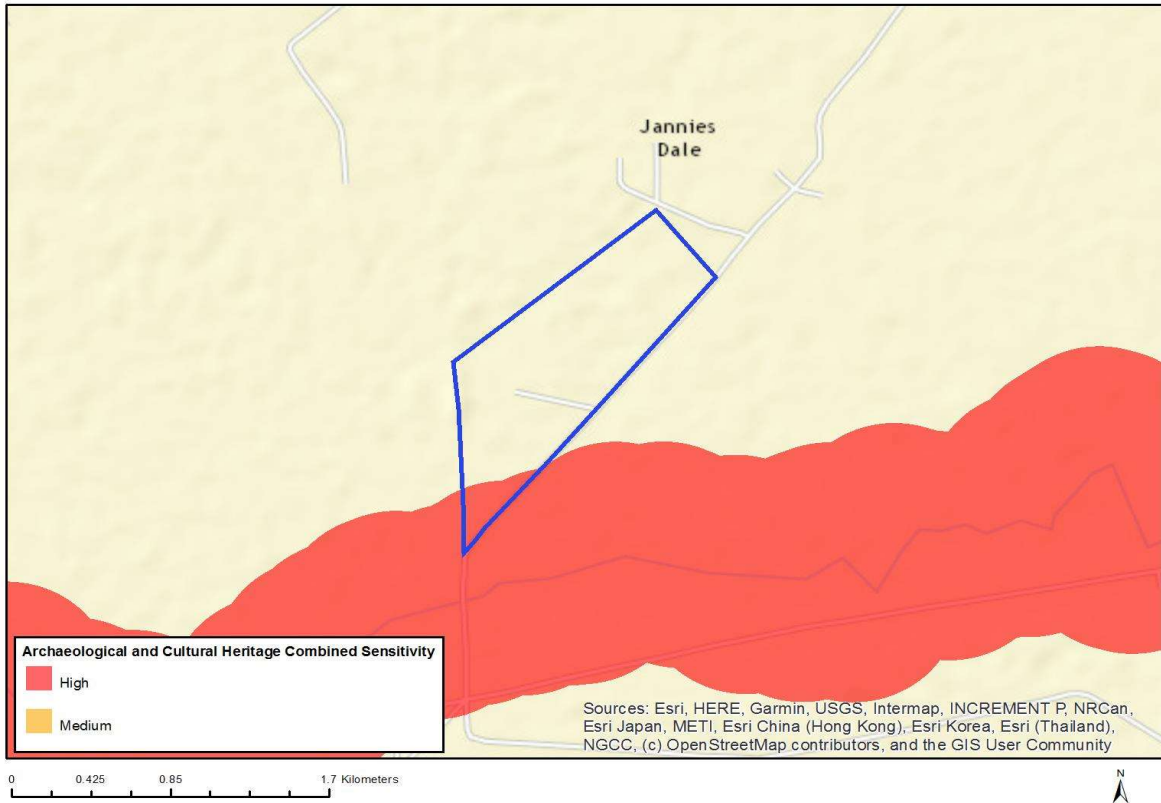 Jannies
Dale
Archaeological and Cultural Heritage Combined Sensitivity
High
Medium
Sources: Esri, HERE, Garmin, USGS, Intermap, INCREMENT P, NRCan,
Esri Japan, METI, Esri China (Hong Kong), Esri Korea, Esri (Thailand),
NGCC, (c) OpenStreetMap contributors, and the GIS User Community
0 0.425 0.85 1.7 Kilometers
N